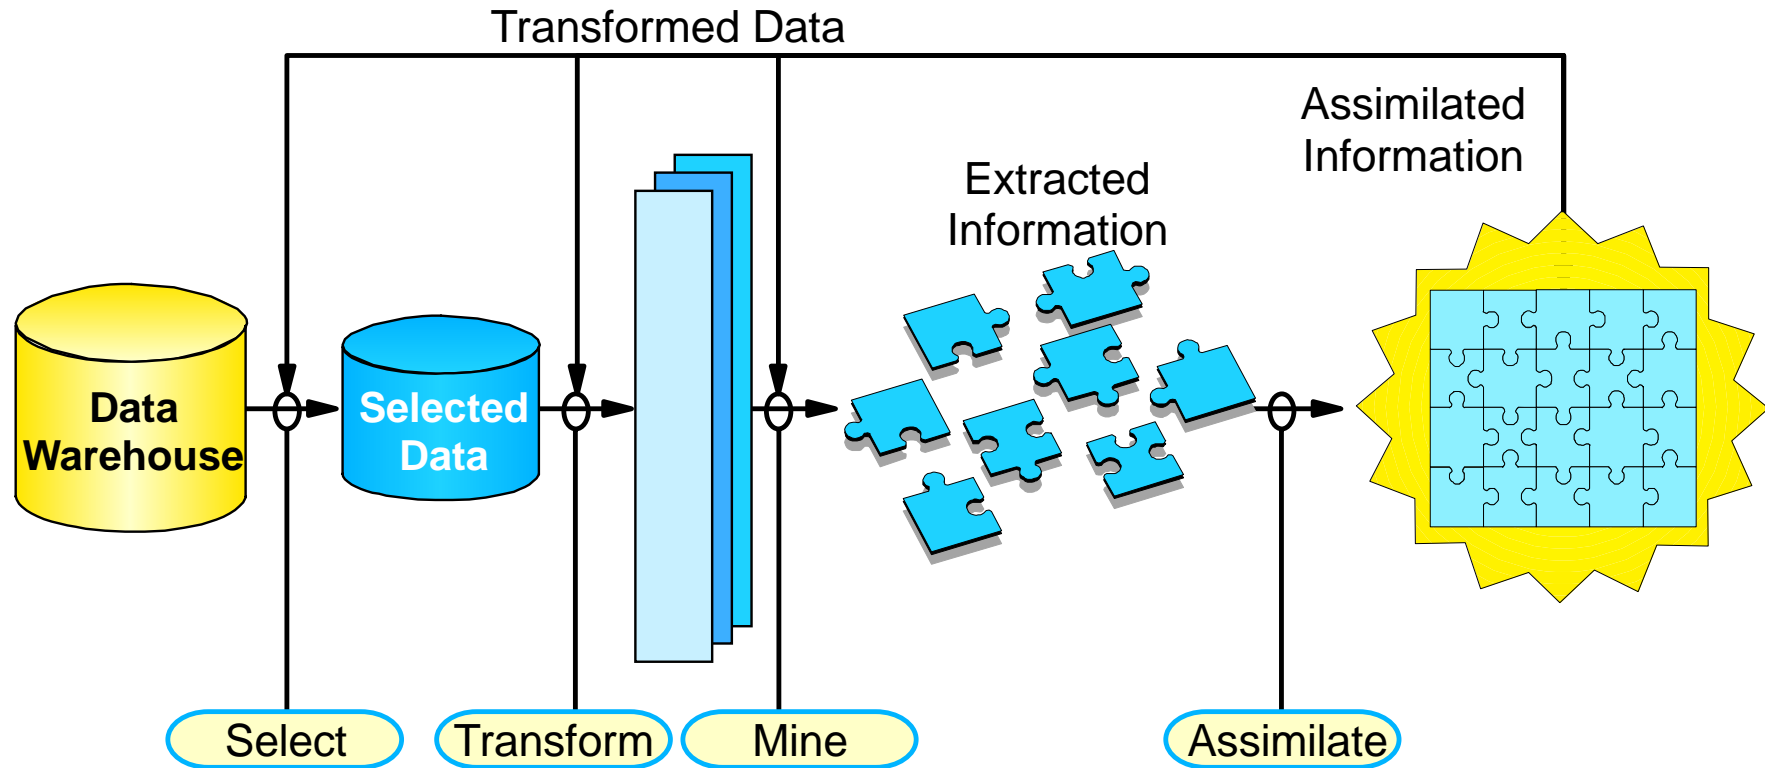 Transformed Data
Assimilated
Information
Extracted
Information
Data
Warehouse
Selected
Data
Select
Transform
Mine
Assimilate